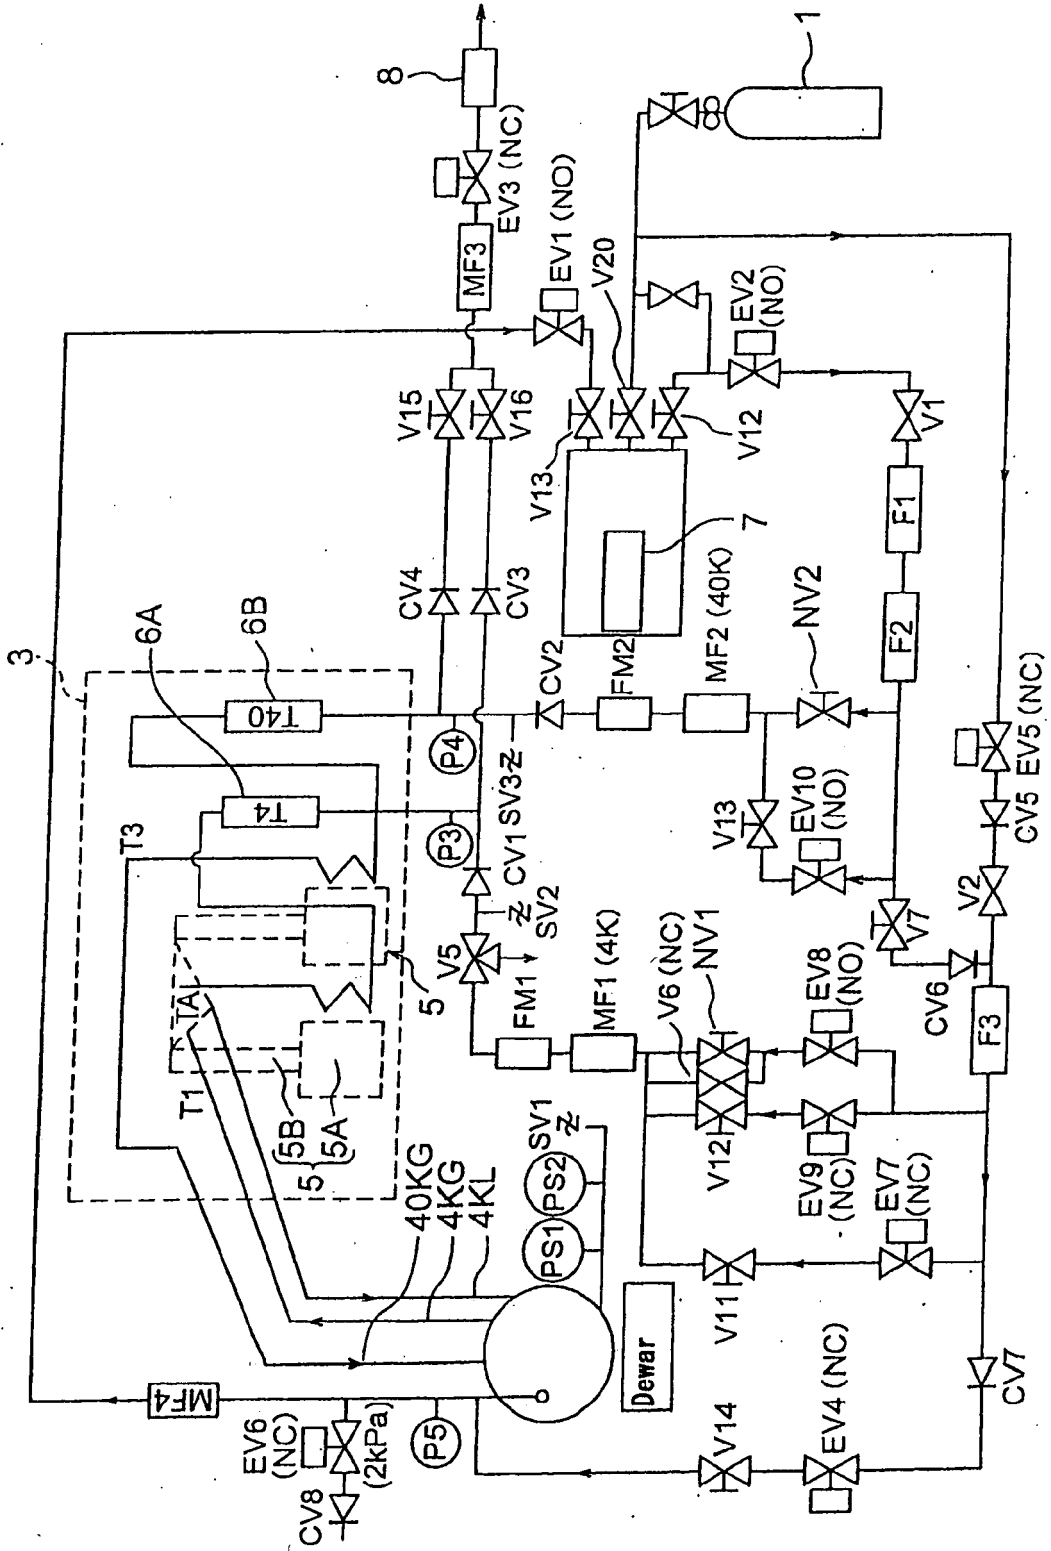 3
T3
6A
6B
T4
T40
T1
TA
5B
5A
5
5
40KG
4KG
4KL
MF4
EV6
(NC)
CV8
(2kPa)
P5
P3
P4
CV4
CV3
V15
V16
MF3
EV3 (NC)
8
1
EV1 (NO)
V20
V13
V12
EV2
(NO)
7
V1
F1
F2
CV2
FM2
MF2 (40K)
NV2
SV3
CV1
SV2
V5
FM1
MF1 (4K)
V6 (NC)
NV1
V13
EV10
(NO)
V7
CV6
EV8
(NO)
V12
EV9
(NC)
EV7
(NC)
V11
V14
EV4 (NC)
CV7
F3
V2
CV5
EV5 (NC)
PS1
PS2
SV1
Dewar